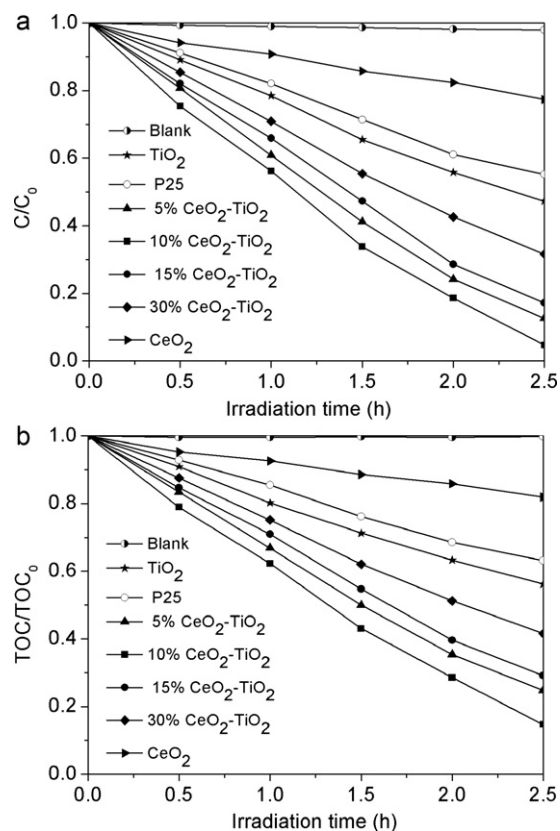 a
1.0
0.8
0.6
0.4
0.2
0.0
C/C0
Blank
TiO2
P25
5% CeO2-TiO2
10% CeO2-TiO2
15% CeO2-TiO2
30% CeO2-TiO2
CeO2
0.0 0.5 1.0 1.5 2.0 2.5
Irradiation time (h)
b
1.0
0.8
0.6
0.4
0.2
0.0
TOC/TOC0
Blank
TiO2
P25
5% CeO2-TiO2
10% CeO2-TiO2
15% CeO2-TiO2
30% CeO2-TiO2
CeO2
0.0 0.5 1.0 1.5 2.0 2.5
Irradiation time (h)